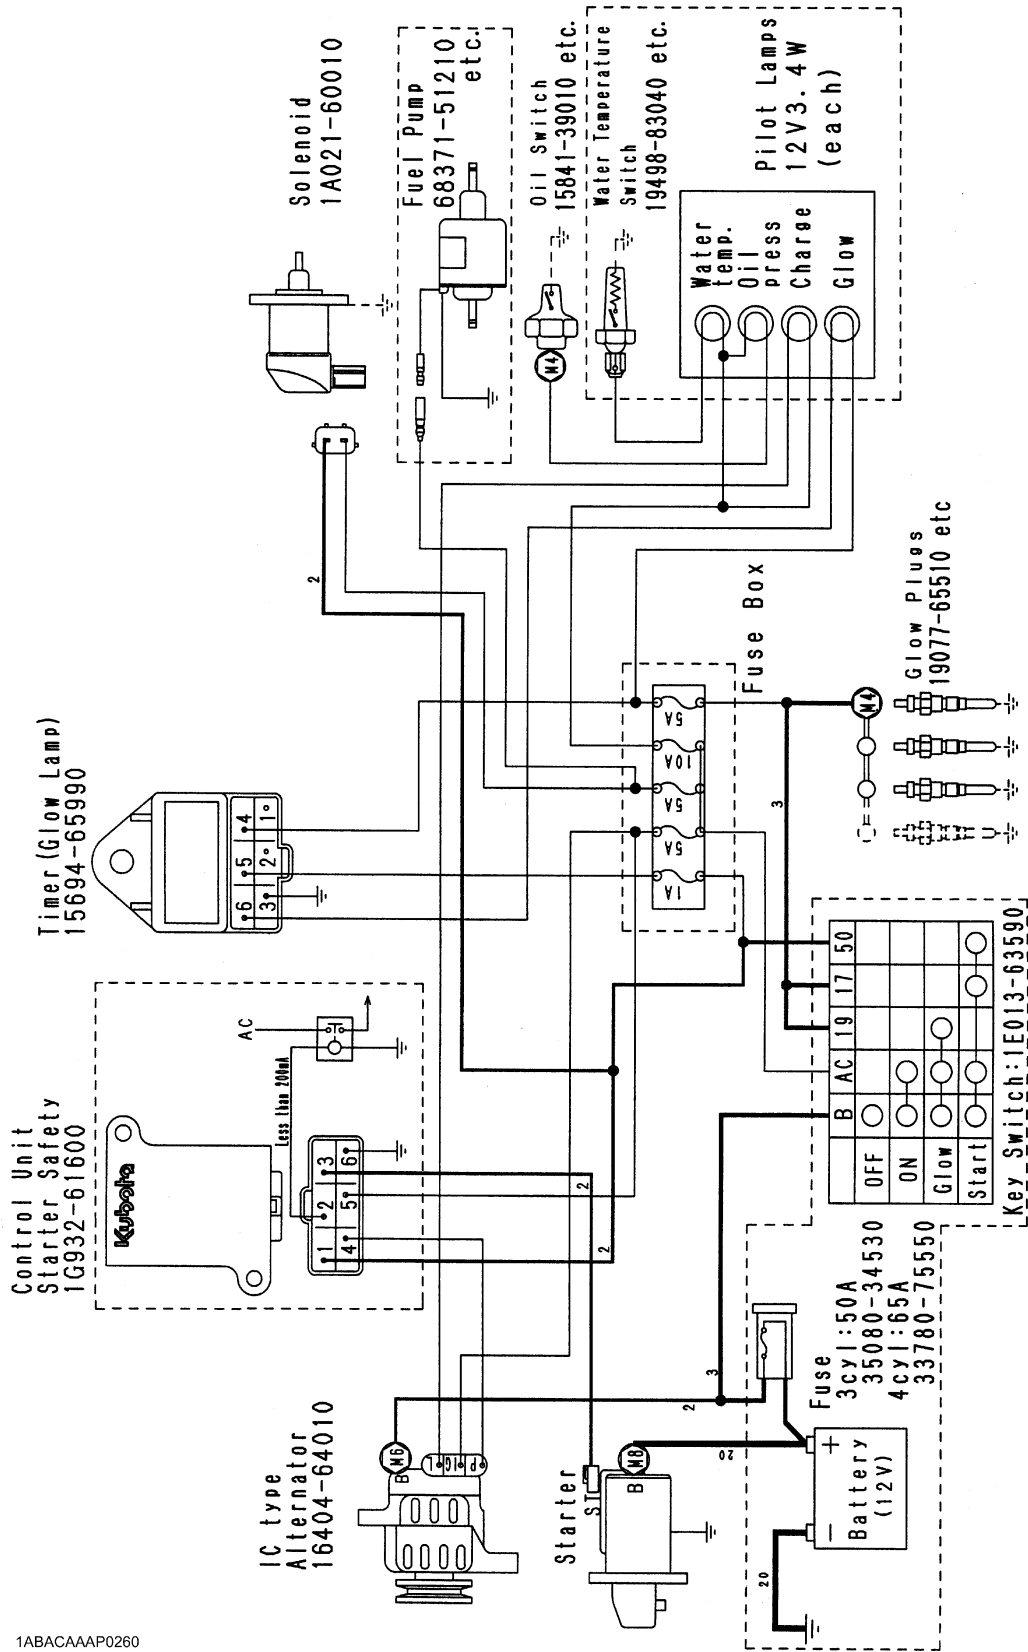 Solenoid
1A021-60010
Fuel Pump
68371-51210
etc.
Oil Switch
15841-39010 etc.
Water Temperature
Switch
19498-83040 etc.
Pilot Lamps
12V3.4W
(each)
Water
temp.
Oil
press
Charge
Glow
M4
2
Timer(Glow Lamp)
15694-65990
6
5
4
3
2
1
Fuse Box
1A
5A
5A
10A
5A
Glow Plugs
19077-65510 etc
M4
3
Control Unit
Starter Safety
1G932-61600
Kubota
AC
Less than 200mA
1
2
3
4
5
6
2
2
B
AC
19
17
50
OFF
ON
Glow
Start
Key Switch:1E013-63590
IC type
Alternator
16404-64010
M6
B
P
IG
L
2
3
Starter
ST
M8
B
20
Fuse
3cyl:50A
35080-34530
4cyl:65A
33780-75550
+
−
Battery
(12V)
20
1ABACAAAP0260